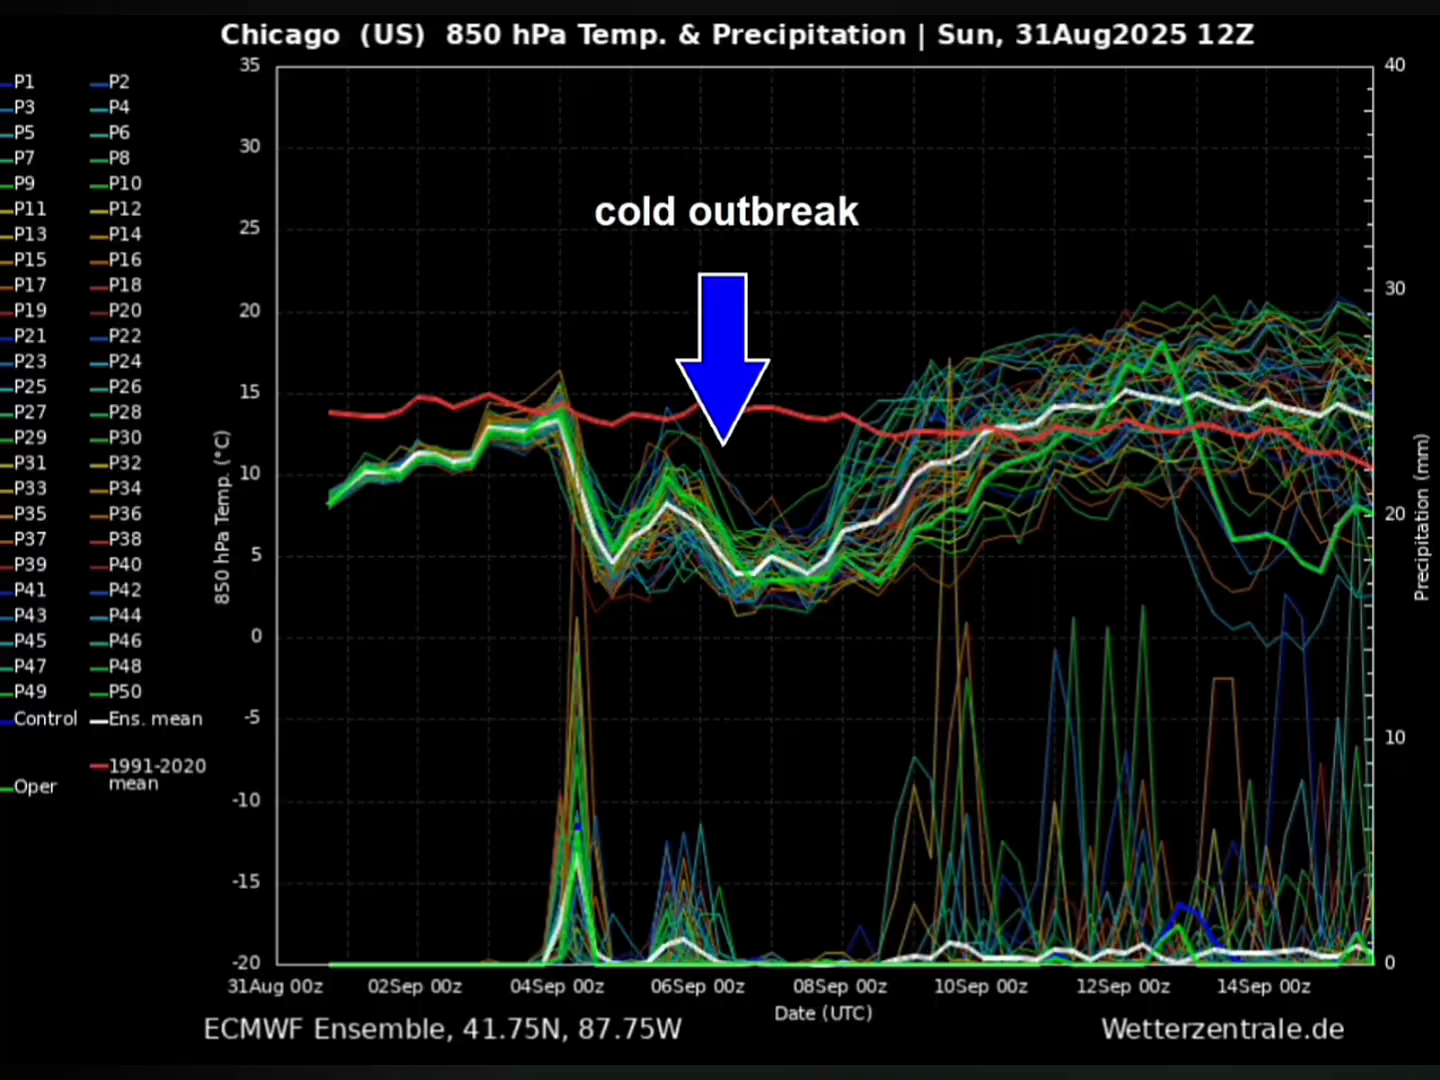 Chicago (US) 850 hPa Temp. & Precipitation | Sun, 31Aug2025 12Z
P1 P2
P3 P4
P5 P6
P7 P8
P9 P10
P11 P12
P13 P14
P15 P16
P17 P18
P19 P20
P21 P22
P23 P24
P25 P26
P27 P28
P29 P30
P31 P32
P33 P34
P35 P36
P37 P38
P39 P40
P41 P42
P43 P44
P45 P46
P47 P48
P49 P50
Control Ens. mean
1991-2020
mean
Oper
850 hPa Temp. (°C)
35
30
25
20
15
10
5
0
-5
-10
-15
-20
cold outbreak
40
30
20
10
0
Precipitation (mm)
31Aug 00z 02Sep 00z 04Sep 00z 06Sep 00z 08Sep 00z 10Sep 00z 12Sep 00z 14Sep 00z
Date (UTC)
ECMWF Ensemble, 41.75N, 87.75W
Wetterzentrale.de